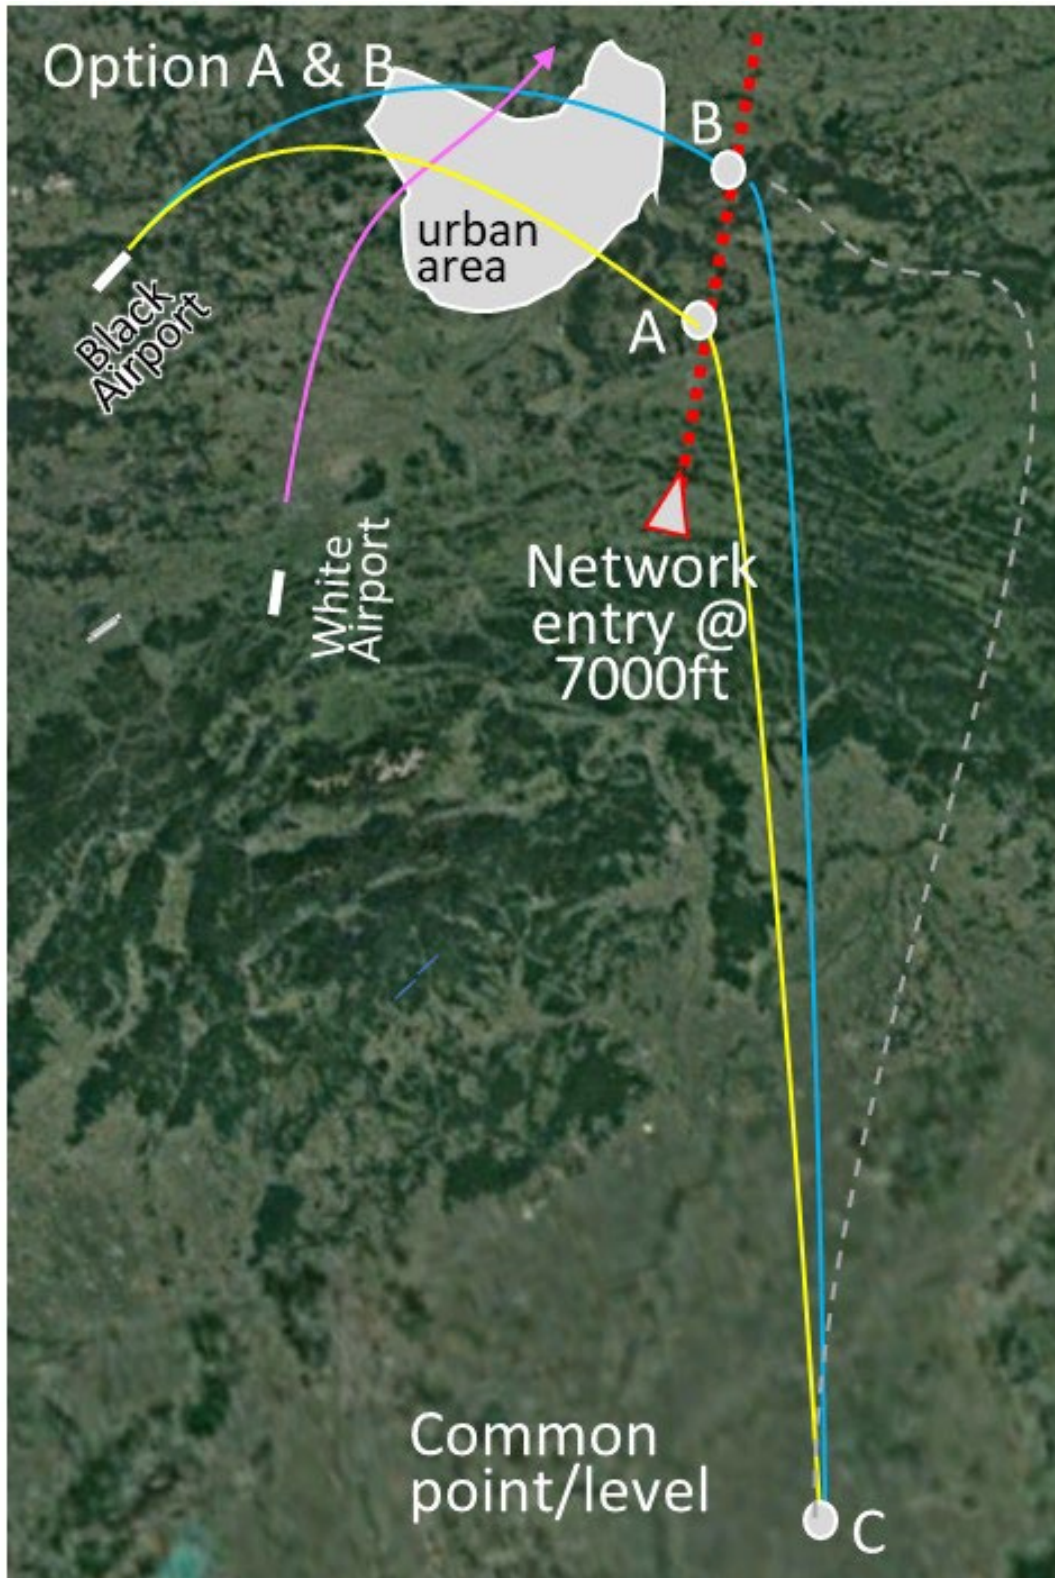 Option A & B
B
urban
area
A
Black
Airport
White
Airport
Network
entry @
7000ft
Common
point/level
C